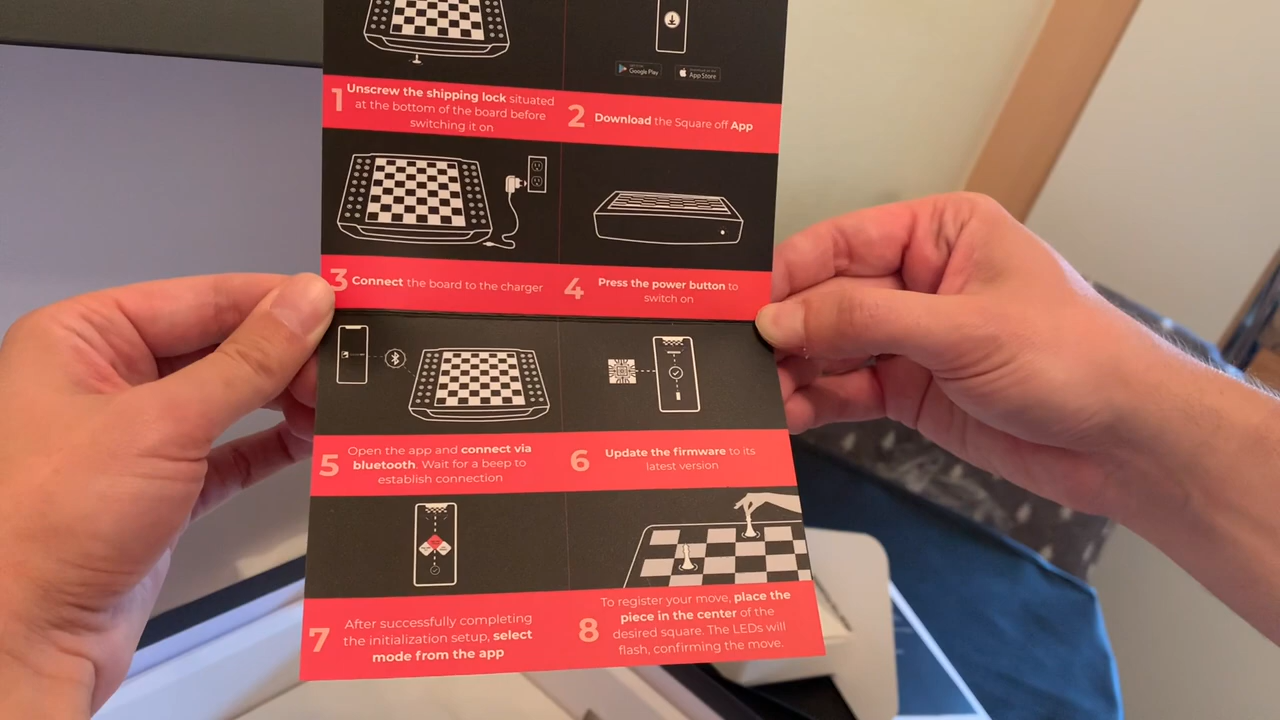 Google Play
App Store
1
Unscrew the shipping lock situated
at the bottom of the board before
switching it on
2
Download the Square off App
3
Connect the board to the charger
4
Press the power button to
switch on
5
Open the app and connect via
bluetooth. Wait for a beep to
establish connection
6
Update the firmware to its
latest version
7
After successfully completing
the initialization setup, select
mode from the app
8
To register your move, place the
piece in the center of the
desired square. The LEDs will
flash, confirming the move.